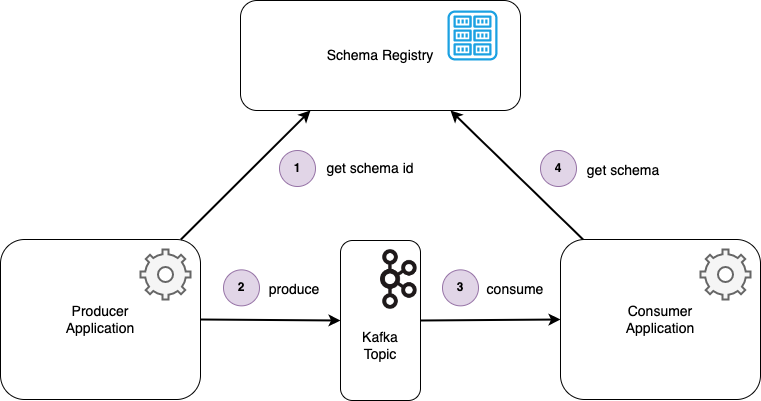 Schema Registry
1
get schema id
4
get schema
2
produce
3
consume
Producer
Application
Kafka
Topic
Consumer
Application